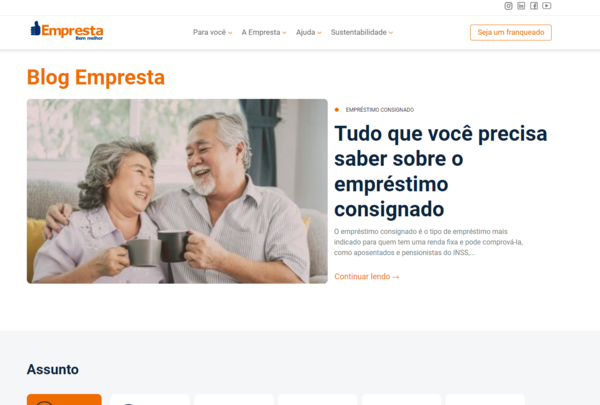 Empresta
Bem melhor
Para você
A Empresta
Ajuda
Sustentabilidade
Seja um franqueado
Blog Empresta
EMPRÉSTIMO CONSIGNADO
Tudo que você precisa
saber sobre o
empréstimo
consignado
O empréstimo consignado é o tipo de empréstimo mais
indicado para quem tem uma renda fixa e pode comprová-la,
como aposentados e pensionistas do INSS,...
Continuar lendo →
Assunto